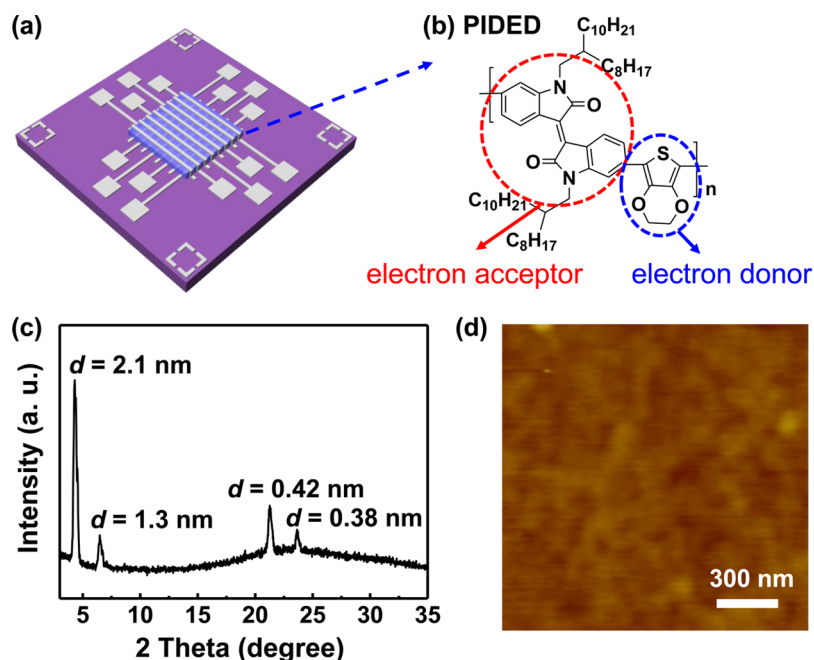 (a)
(b) PIDED
C10H21
C8H17
N
O
O
N
S
n
O
O
C10H21
C8H17
electron acceptor
electron donor
(c)
d = 2.1 nm
d = 1.3 nm
d = 0.42 nm
d = 0.38 nm
Intensity (a. u.)
5 10 15 20 25 30 35
2 Theta (degree)
(d)
300 nm